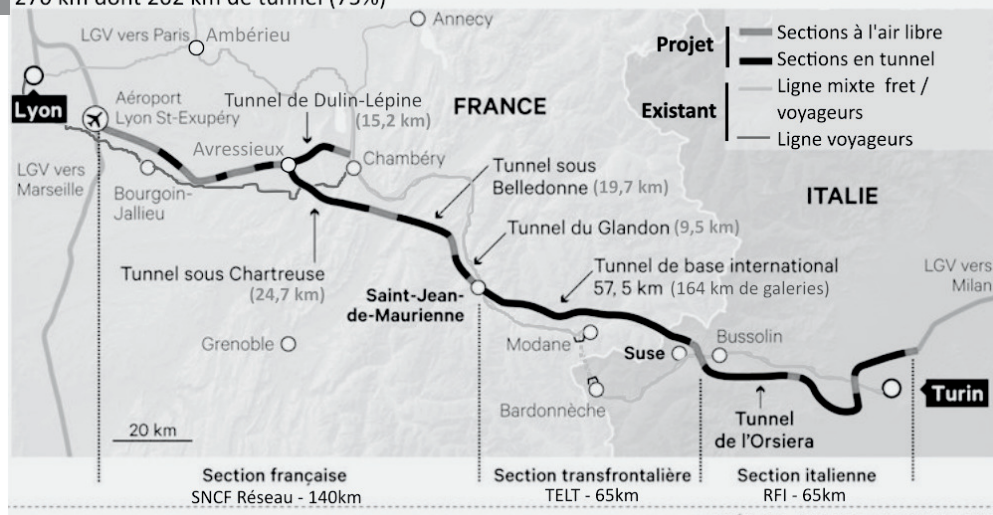 270 km dont 202 km de tunnel (75%)
Annecy
LGV vers Paris
Ambérieu
Projet
Sections à l'air libre
Sections en tunnel
Existant
Ligne mixte fret /
voyageurs
Ligne voyageurs
Lyon
Aéroport
Lyon St-Exupéry
Tunnel de Dulin-Lépine
(15,2 km)
FRANCE
Avressieux
Chambéry
LGV vers
Marseille
Bourgoin-
Jallieu
Tunnel sous
Belledonne (19,7 km)
ITALIE
Tunnel du Glandon (9,5 km)
Tunnel sous Chartreuse
(24,7 km)
Tunnel de base international
57, 5 km (164 km de galeries)
LGV vers
Milan
Saint-Jean-
de-Maurienne
Grenoble
Modane
Suse
Bussolin
Bardonnèche
Turin
Tunnel
de l'Orsiera
20 km
Section française
SNCF Réseau - 140km
Section transfrontalière
TELT - 65km
Section italienne
RFI - 65km